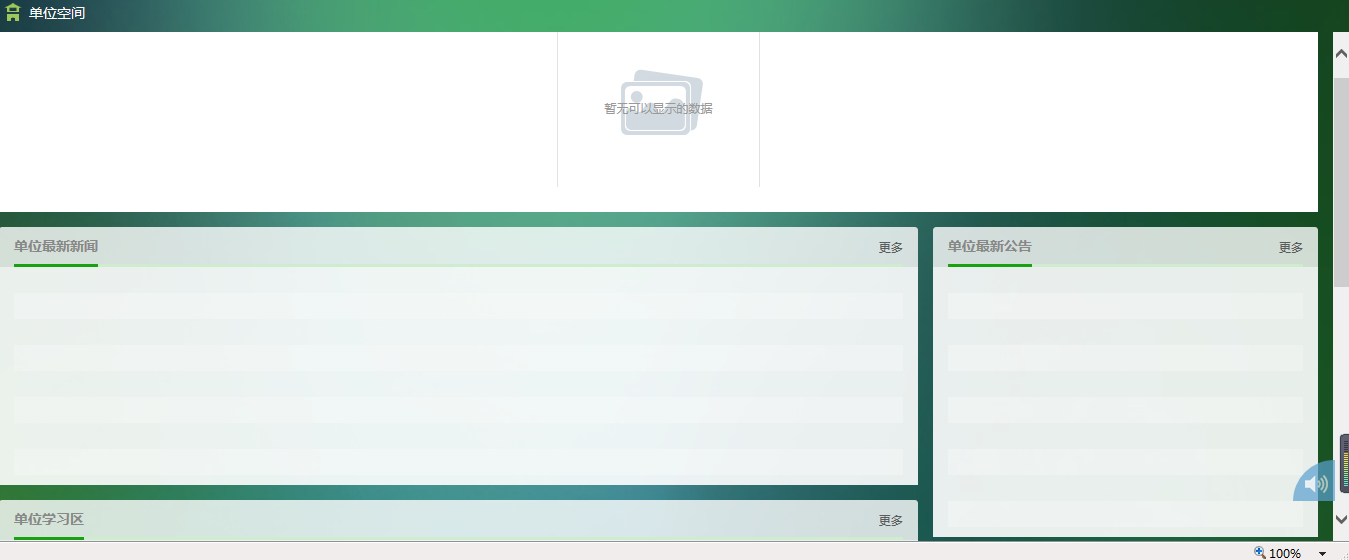 单位空间
暂无可以显示的数据
单位最新新闻 更多
单位最新公告 更多
单位学习区 更多
100%